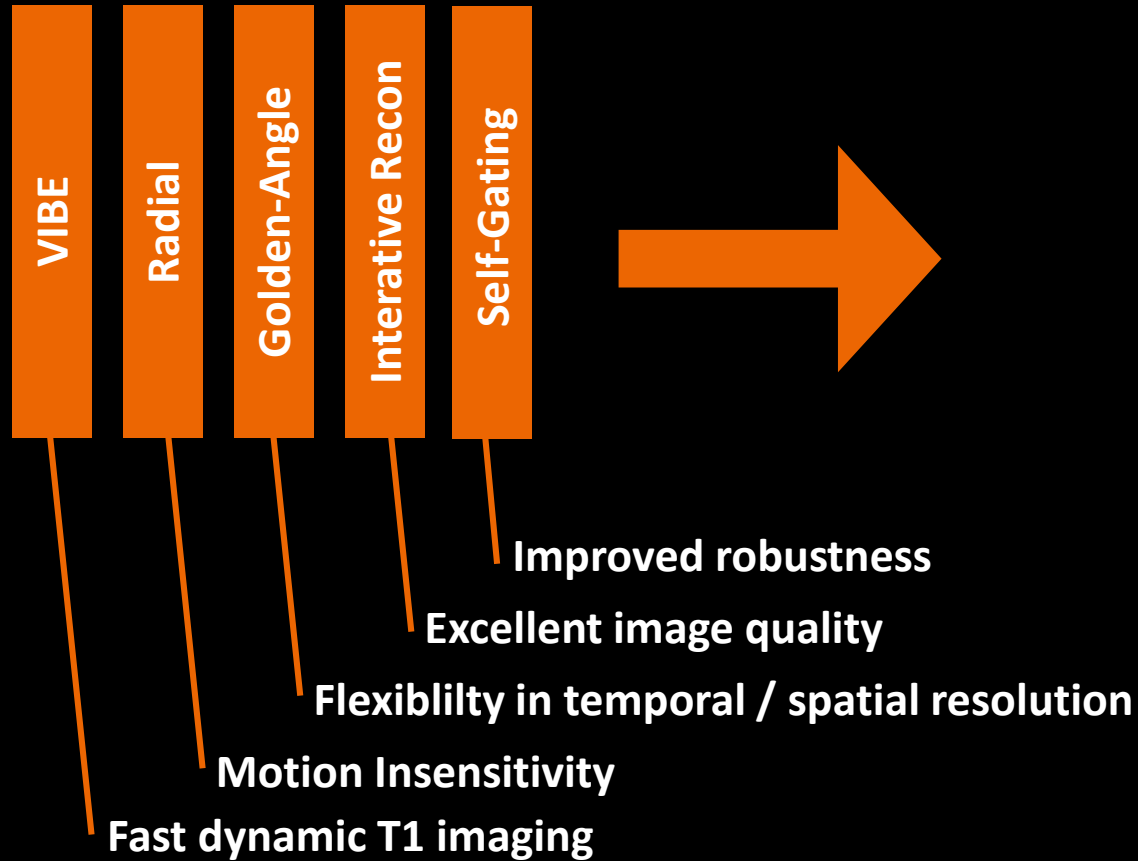 VIBE
Radial
Golden-Angle
Interative Recon
Self-Gating
Improved robustness
Excellent image quality
Flexiblilty in temporal / spatial resolution
Motion Insensitivity
Fast dynamic T1 imaging